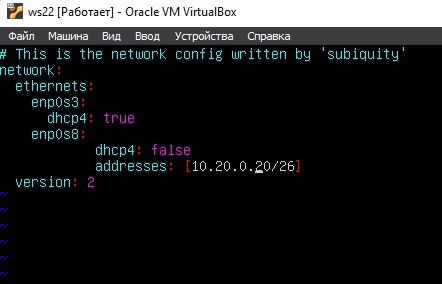 ws22 [Работает] - Oracle VM VirtualBox
Файл Машина Вид Ввод Устройства Справка
# This is the network config written by 'subiquity'
network:
  ethernets:
    enp0s3:
      dhcp4: true
    enp0s8:
            dhcp4: false
            addresses: [10.20.0.20/26]
  version: 2
~
~
~
~
~